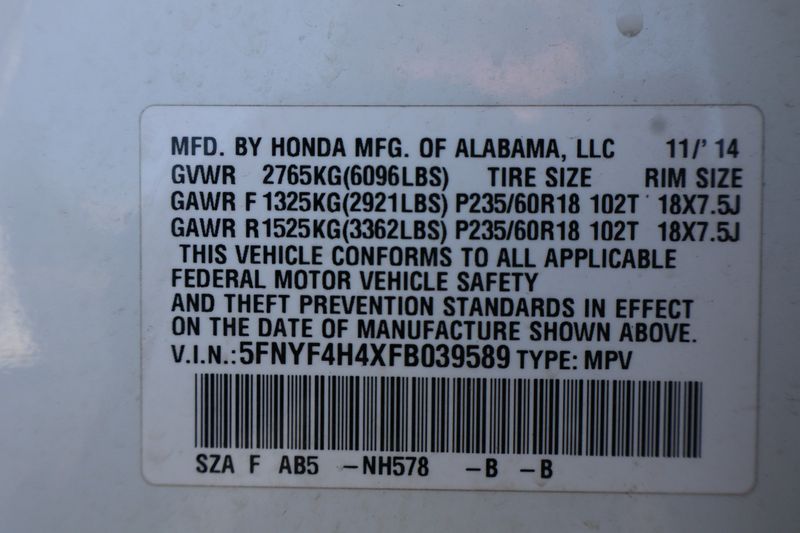 MFD. BY HONDA MFG. OF ALABAMA, LLC 11/' 14
GVWR 2765KG(6096LBS) TIRE SIZE RIM SIZE
GAWR F 1325KG(2921LBS) P235/60R18 102T 18X7.5J
GAWR R1525KG(3362LBS) P235/60R18 102T 18X7.5J
THIS VEHICLE CONFORMS TO ALL APPLICABLE
FEDERAL MOTOR VEHICLE SAFETY
AND THEFT PREVENTION STANDARDS IN EFFECT
ON THE DATE OF MANUFACTURE SHOWN ABOVE.
V.I.N.:5FNYF4H4XFB039589 TYPE: MPV
SZA F AB5 -NH578 -B -B